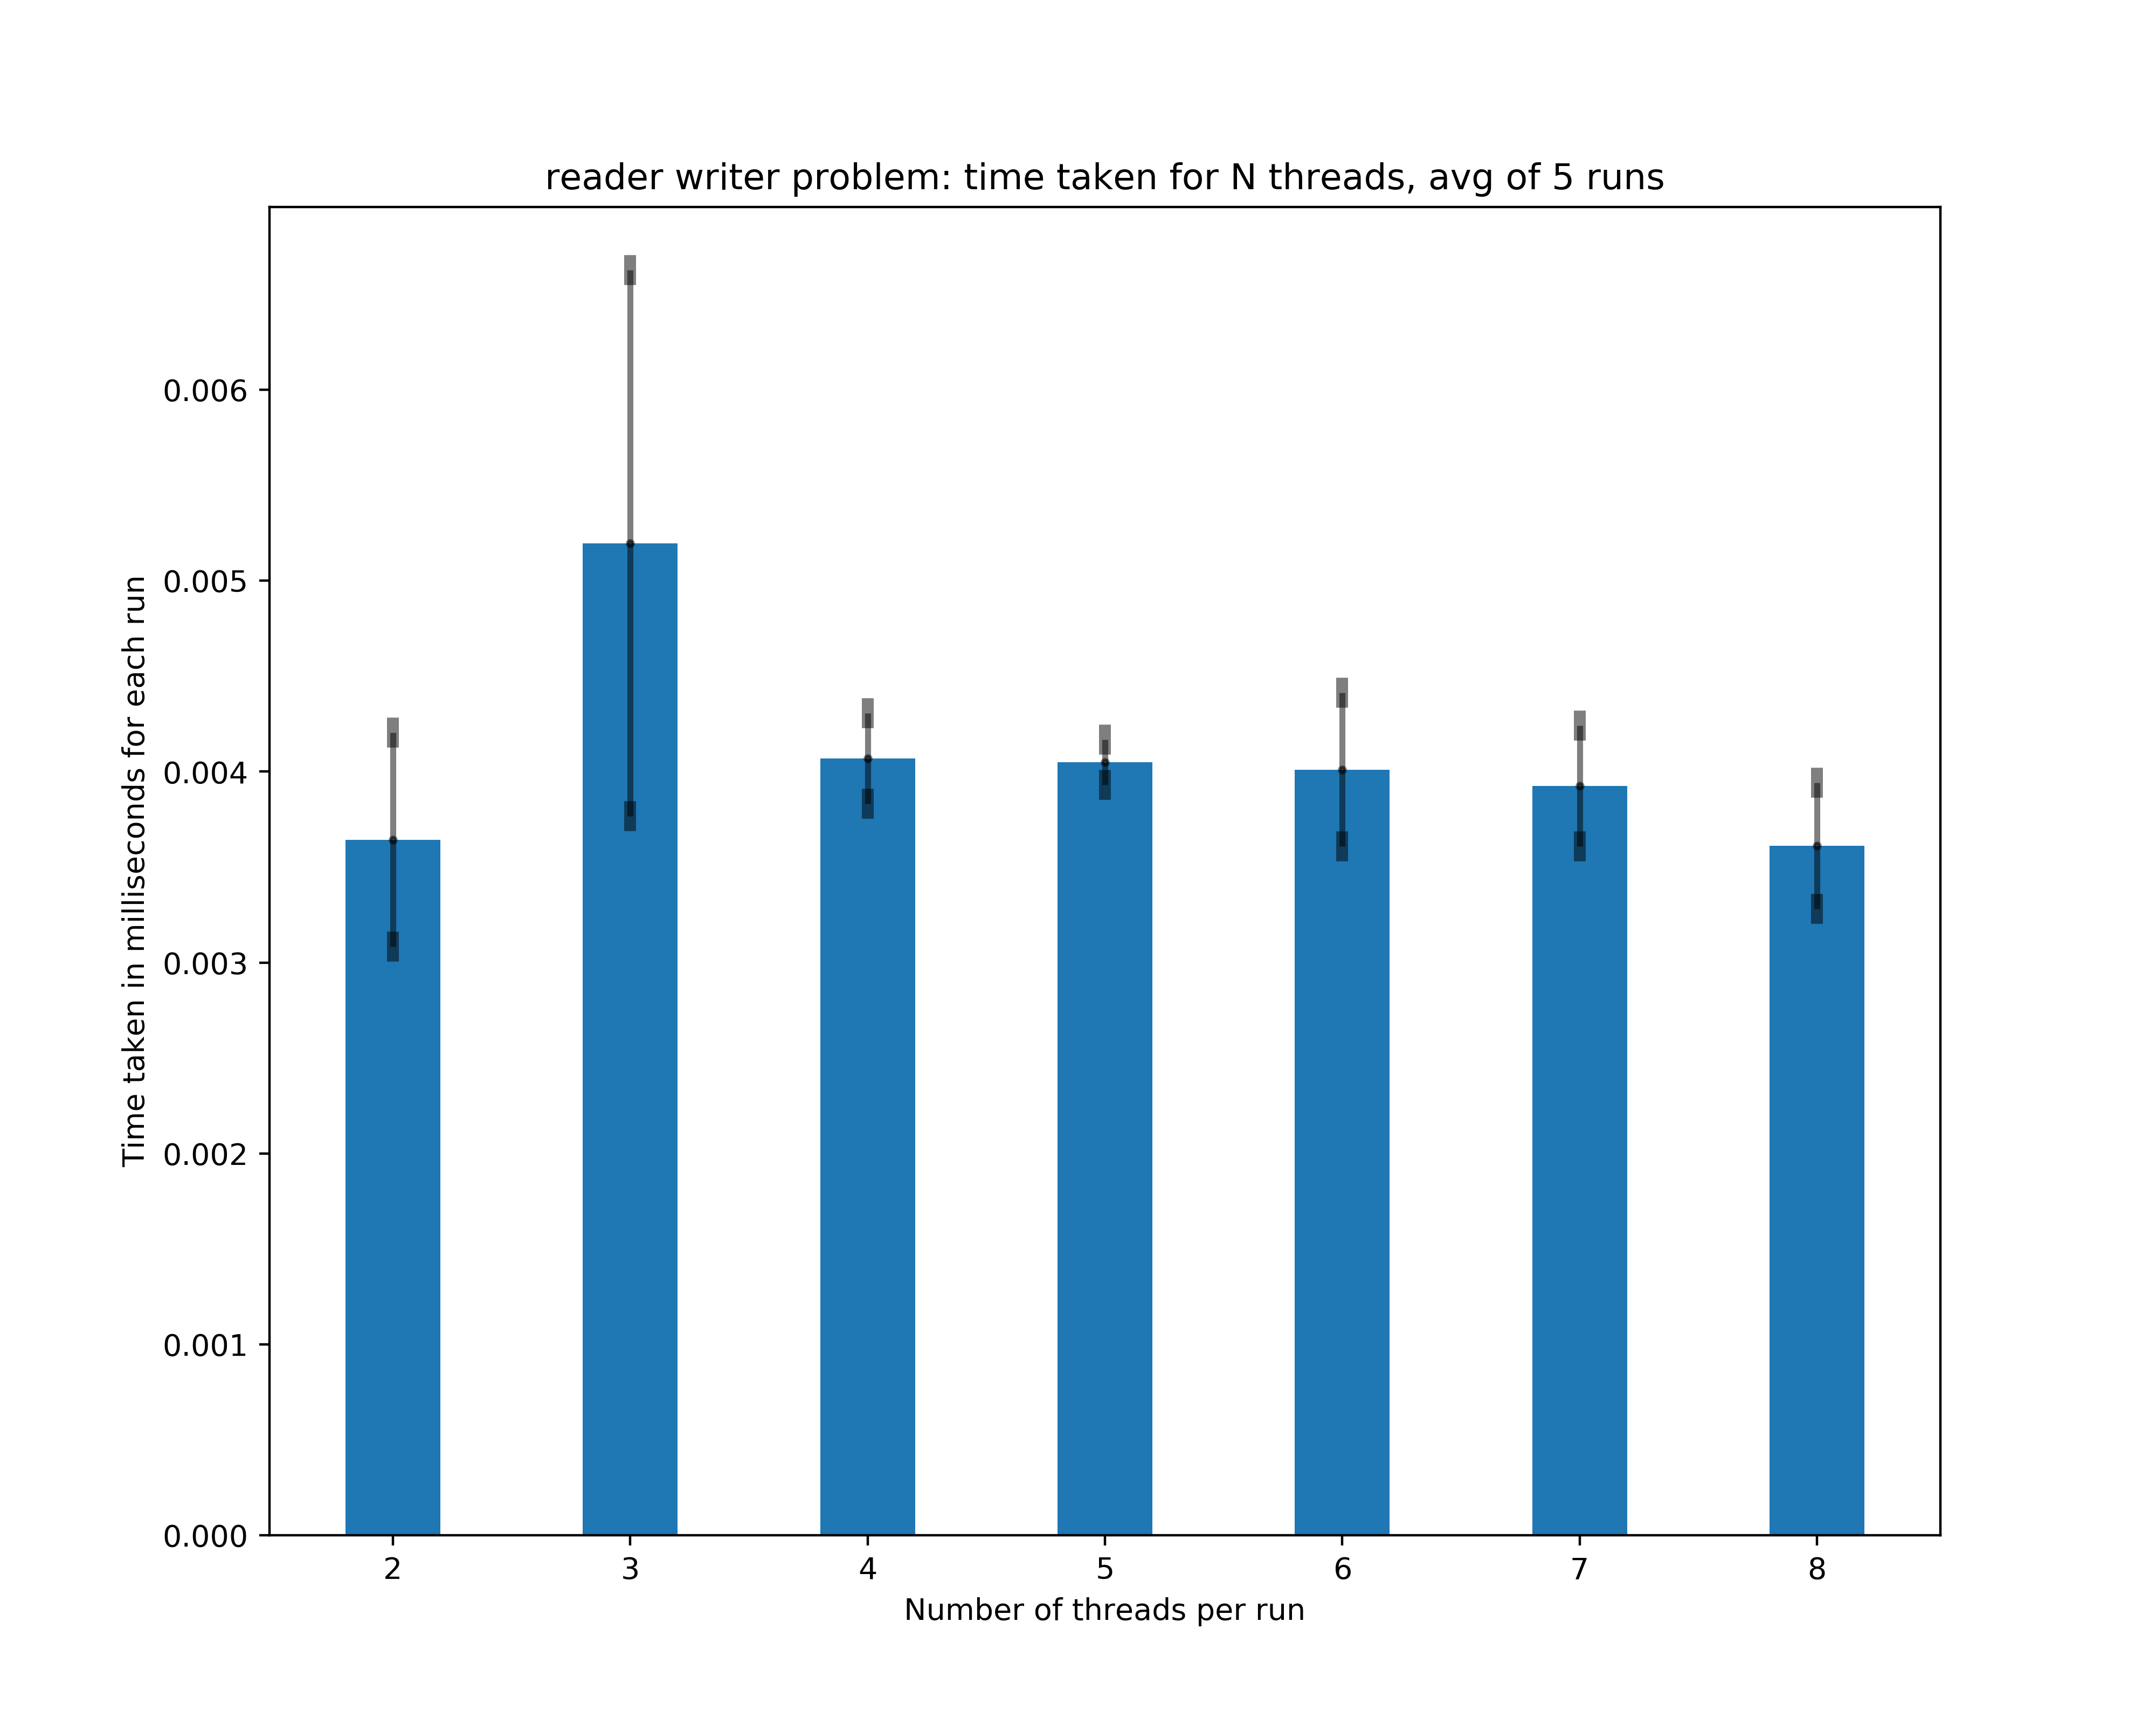 reader writer problem: time taken for N threads, avg of 5 runs
Time taken in milliseconds for each run
0.006
0.005
0.004
0.003
0.002
0.001
0.000
2 3 4 5 6 7 8
Number of threads per run